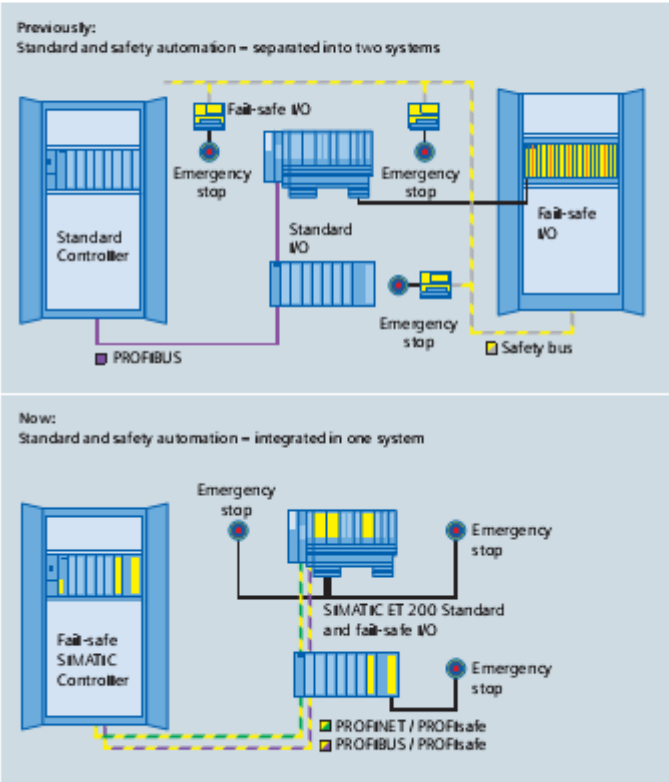 Previously:
Standard and safety automation – separated into two systems
Fail-safe I/O
Emergency
stop
Emergency
stop
Standard
Controller
Standard
I/O
Fail-safe
I/O
Emergency
stop
PROFIBUS
Safety bus
Now:
Standard and safety automation – integrated in one system
Emergency
stop
Emergency
stop
SIMATIC ET 200 Standard
and fail-safe I/O
Fail-safe
SIMATIC
Controller
Emergency
stop
PROFINET / PROFIsafe
PROFIBUS / PROFIsafe